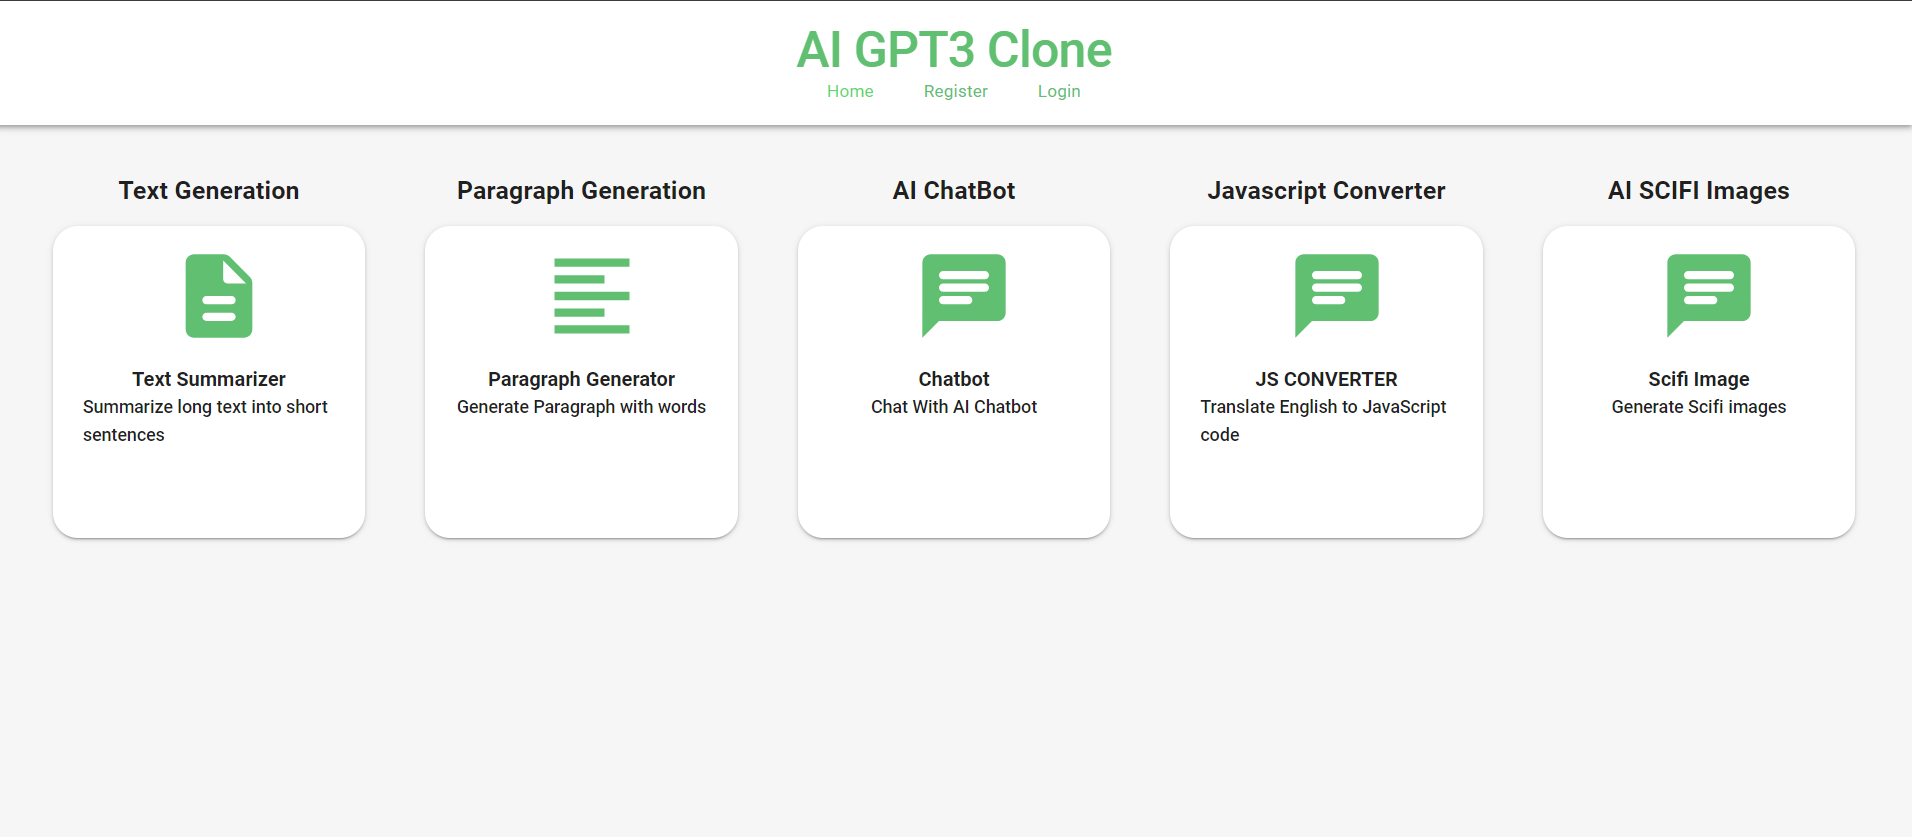 AI GPT3 Clone
Home Register Login
Text Generation
Text Summarizer
Summarize long text into short
sentences
Paragraph Generation
Paragraph Generator
Generate Paragraph with words
AI ChatBot
Chatbot
Chat With AI Chatbot
Javascript Converter
JS CONVERTER
Translate English to JavaScript
code
AI SCIFI Images
Scifi Image
Generate Scifi images